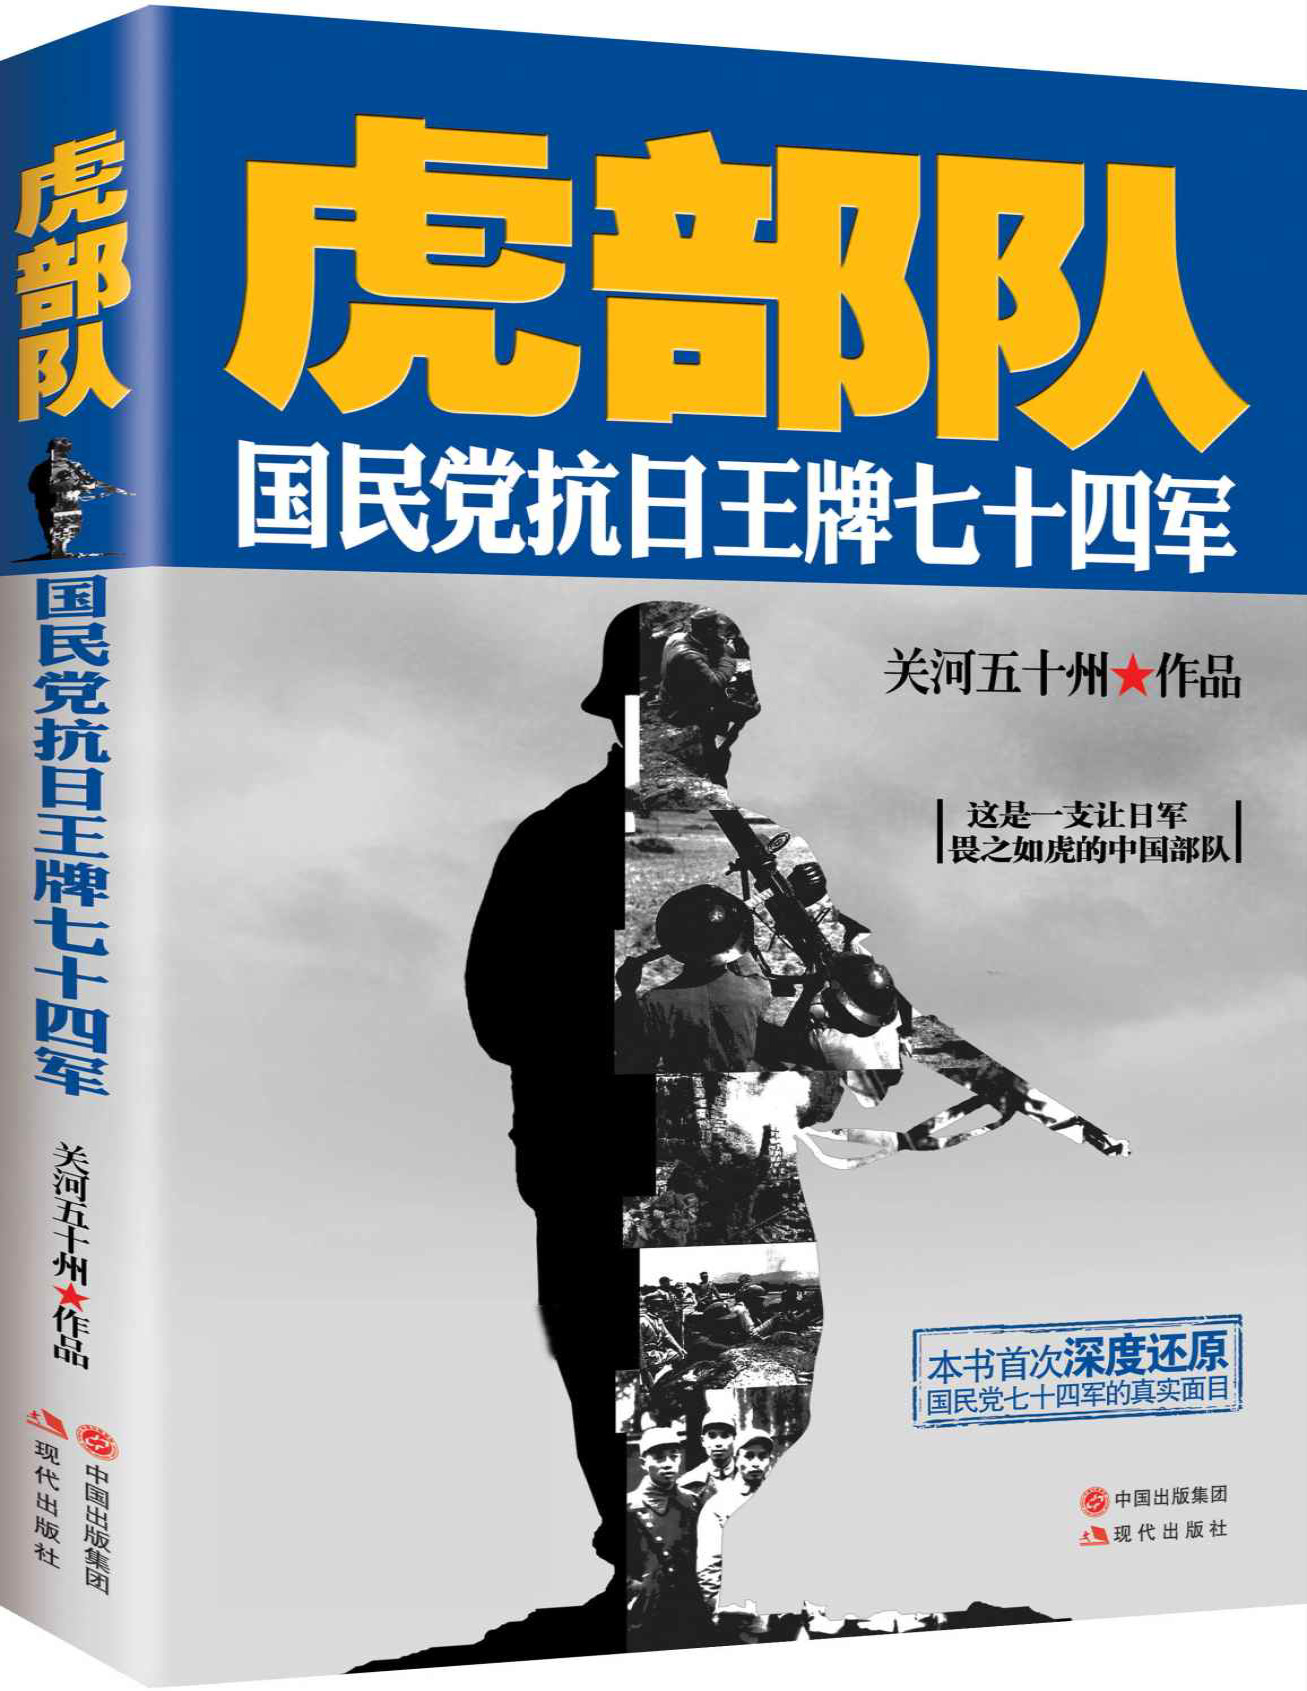 虎部队
国民党抗日王牌七十四军
关河五十州★作品
这是一支让日军
畏之如虎的中国部队
本书首次深度还原
国民党七十四军的真实面目
中国出版集团
现代出版社
虎部队
国民党抗日王牌七十四军
关河五十州★作品
中国出版集团
现代出版社